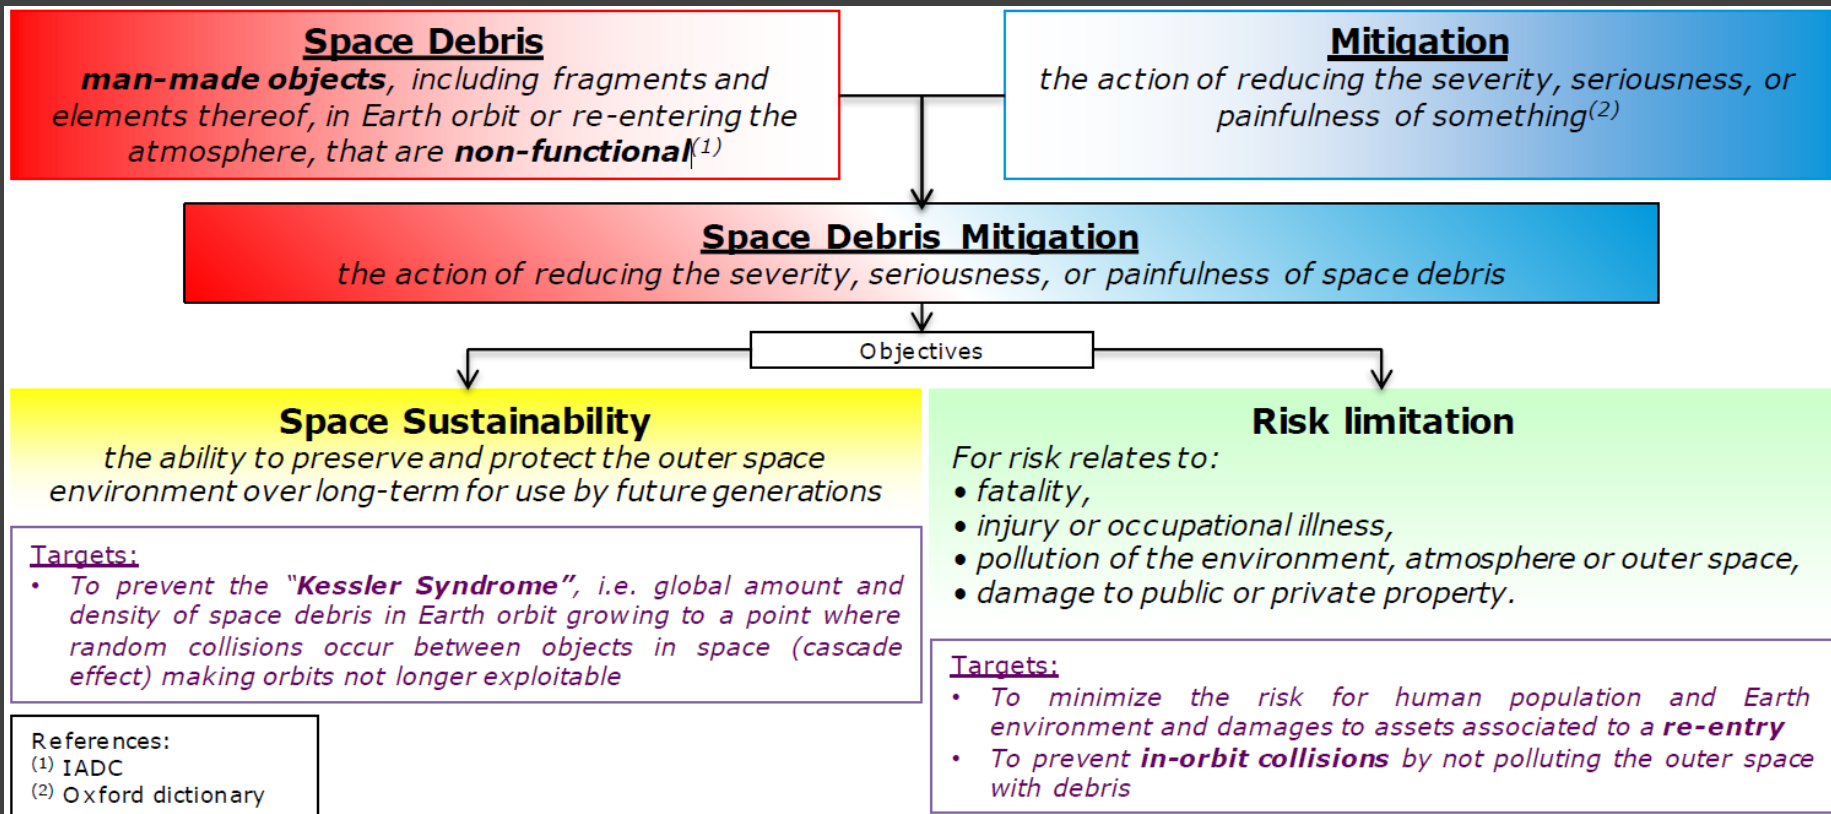 Space Debris
man-made objects, including fragments and
elements thereof, in Earth orbit or re-entering the
atmosphere, that are non-functional(1)
Mitigation
the action of reducing the severity, seriousness, or
painfulness of something(2)
Space Debris Mitigation
the action of reducing the severity, seriousness, or painfulness of space debris
Objectives
Space Sustainability
the ability to preserve and protect the outer space
environment over long-term for use by future generations
Targets:
• To prevent the “Kessler Syndrome”, i.e. global amount and
density of space debris in Earth orbit growing to a point where
random collisions occur between objects in space (cascade
effect) making orbits not longer exploitable
References:
(1) IADC
(2) Oxford dictionary
Risk limitation
For risk relates to:
• fatality,
• injury or occupational illness,
• pollution of the environment, atmosphere or outer space,
• damage to public or private property.
Targets:
• To minimize the risk for human population and Earth
environment and damages to assets associated to a re-entry
• To prevent in-orbit collisions by not polluting the outer space
with debris